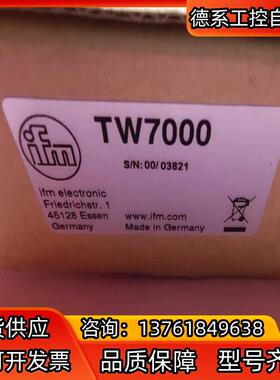 德系工控自
ifm
TW7000
S/N: 00/ 03821
ifm electronic
Friedrichstr. 1
45128 Essen
Germany
www.ifm.com
Made in Germany
货供应
咨询：13761849638
可开发票
品质保障
型号齐